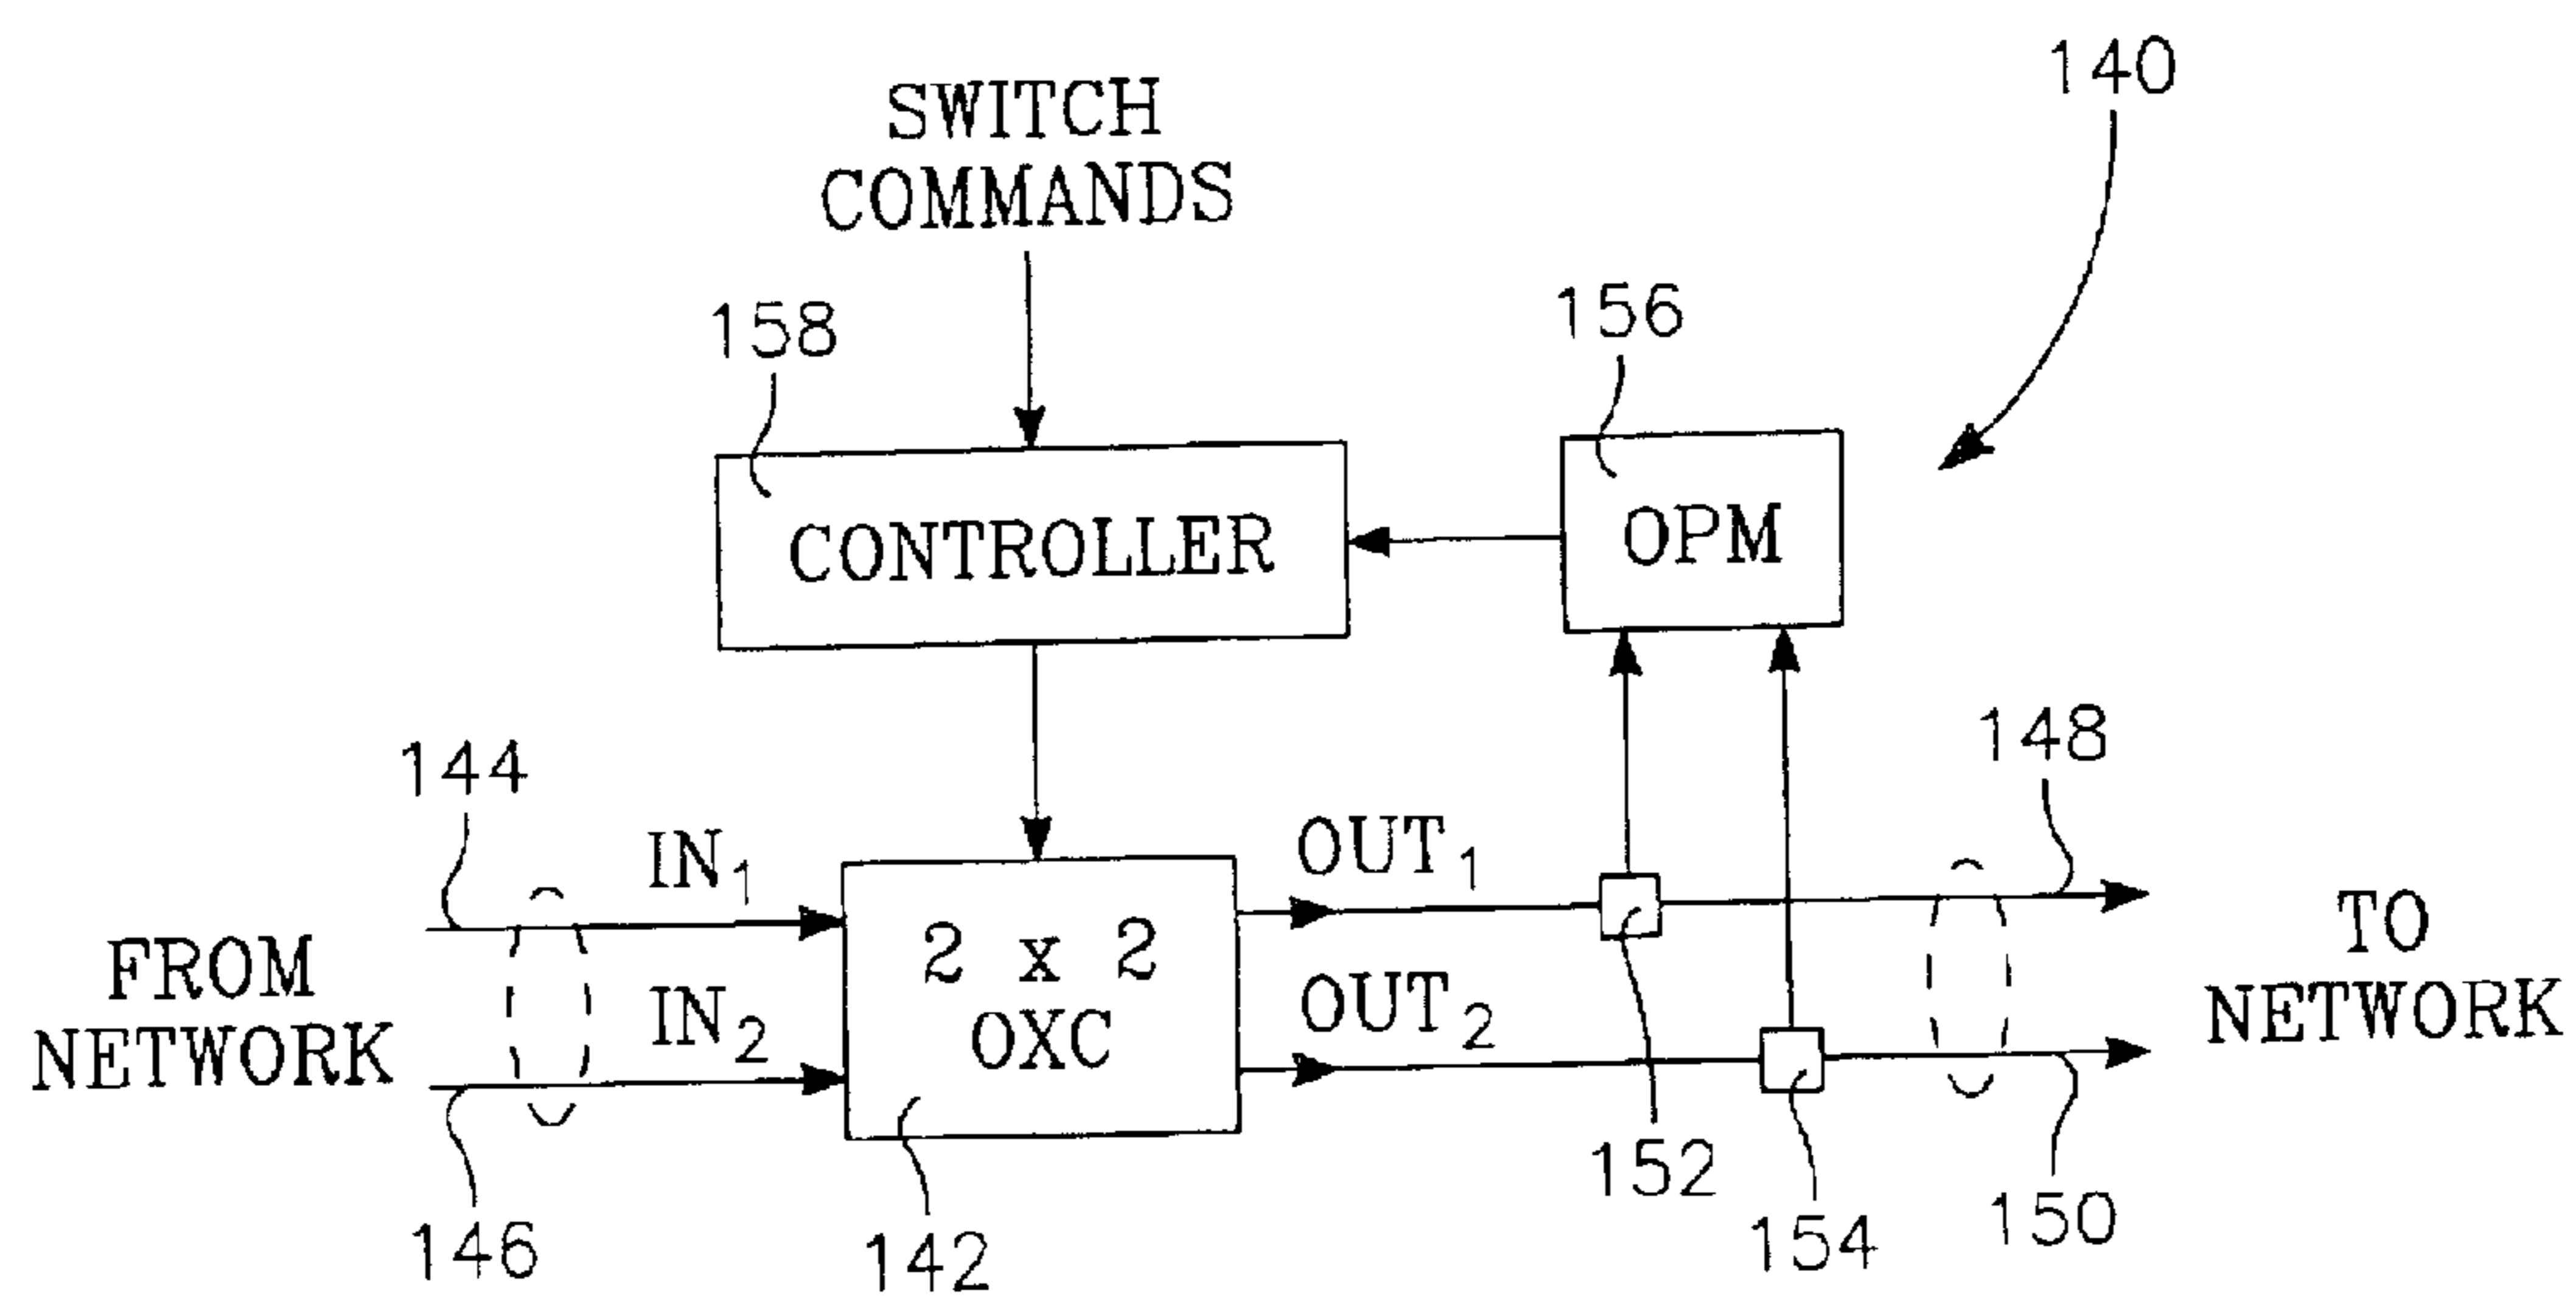 140
SWITCH
COMMANDS
158
156
CONTROLLER
OPM
144
148
IN1
OUT1
FROM
NETWORK
2 x 2
OXC
TO
NETWORK
IN2
OUT2
146
142
152
154
150